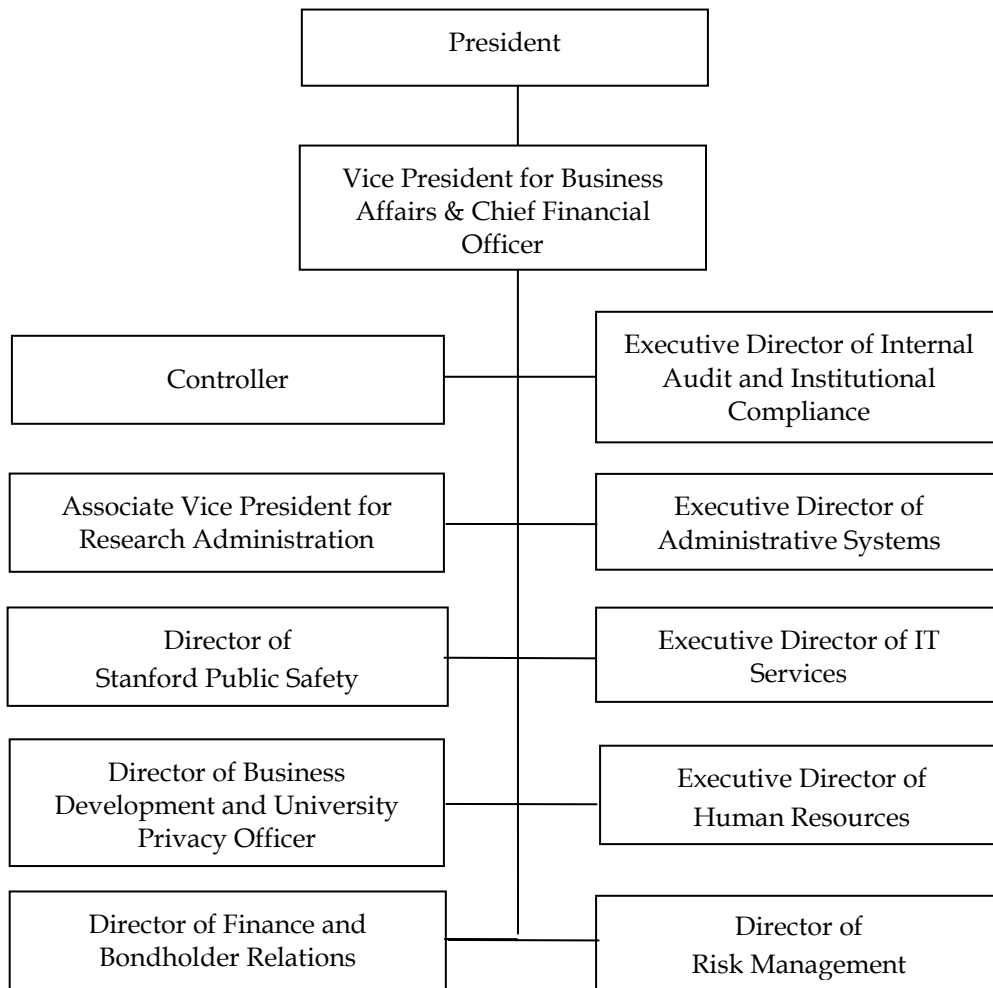 President
Vice President for Business
Affairs & Chief Financial
Officer
Controller
Executive Director of Internal
Audit and Institutional
Compliance
Associate Vice President for
Research Administration
Executive Director of
Administrative Systems
Director of
Stanford Public Safety
Executive Director of IT
Services
Director of Business
Development and University
Privacy Officer
Executive Director of
Human Resources
Director of Finance and
Bondholder Relations
Director of
Risk Management